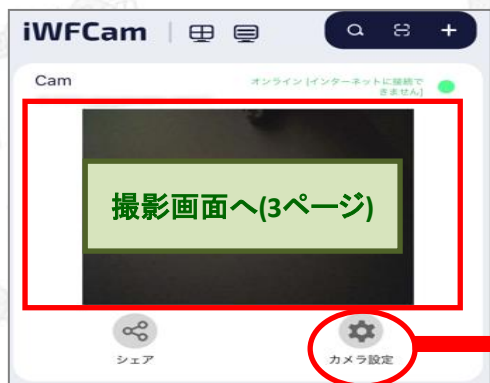 iWFCam
Cam
オンライン [インターネットに接続で
きません]
撮影画面へ(3ページ)
シェア
カメラ設定